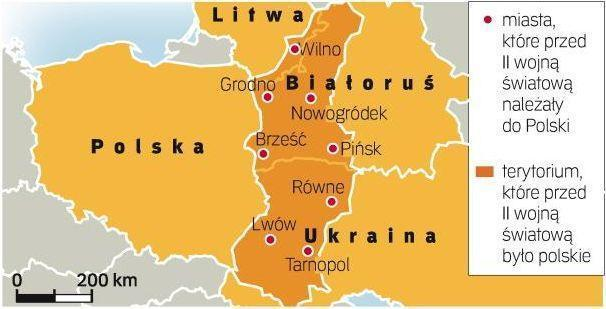 Litwa
Wilno
Grodno
Białoruś
Nowogródek
Polska
Brześć
Pińsk
Równe
Lwów
Ukraina
Tarnopol
0 200 km
miasta,
które przed
II wojną
światową
należały
do Polski
terytorium,
które przed
II wojną
światową
było polskie